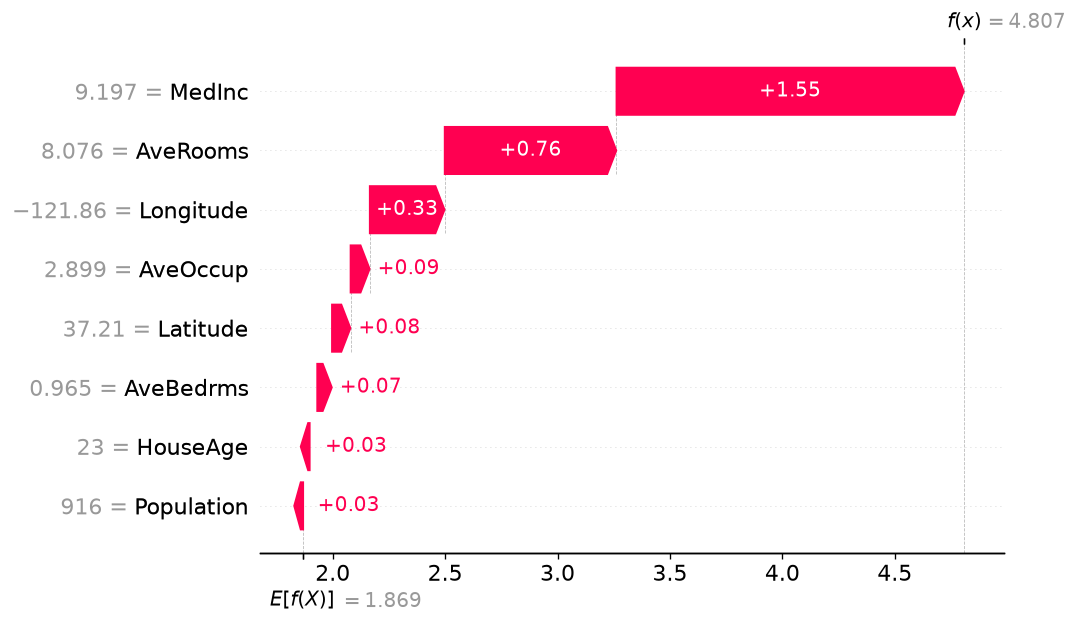 f(x) = 4.807
9.197 = MedInc +1.55
8.076 = AveRooms +0.76
−121.86 = Longitude +0.33
2.899 = AveOccup +0.09
37.21 = Latitude +0.08
0.965 = AveBedrms +0.07
23 = HouseAge +0.03
916 = Population +0.03
2.0 2.5 3.0 3.5 4.0 4.5
E[f(X)] = 1.869